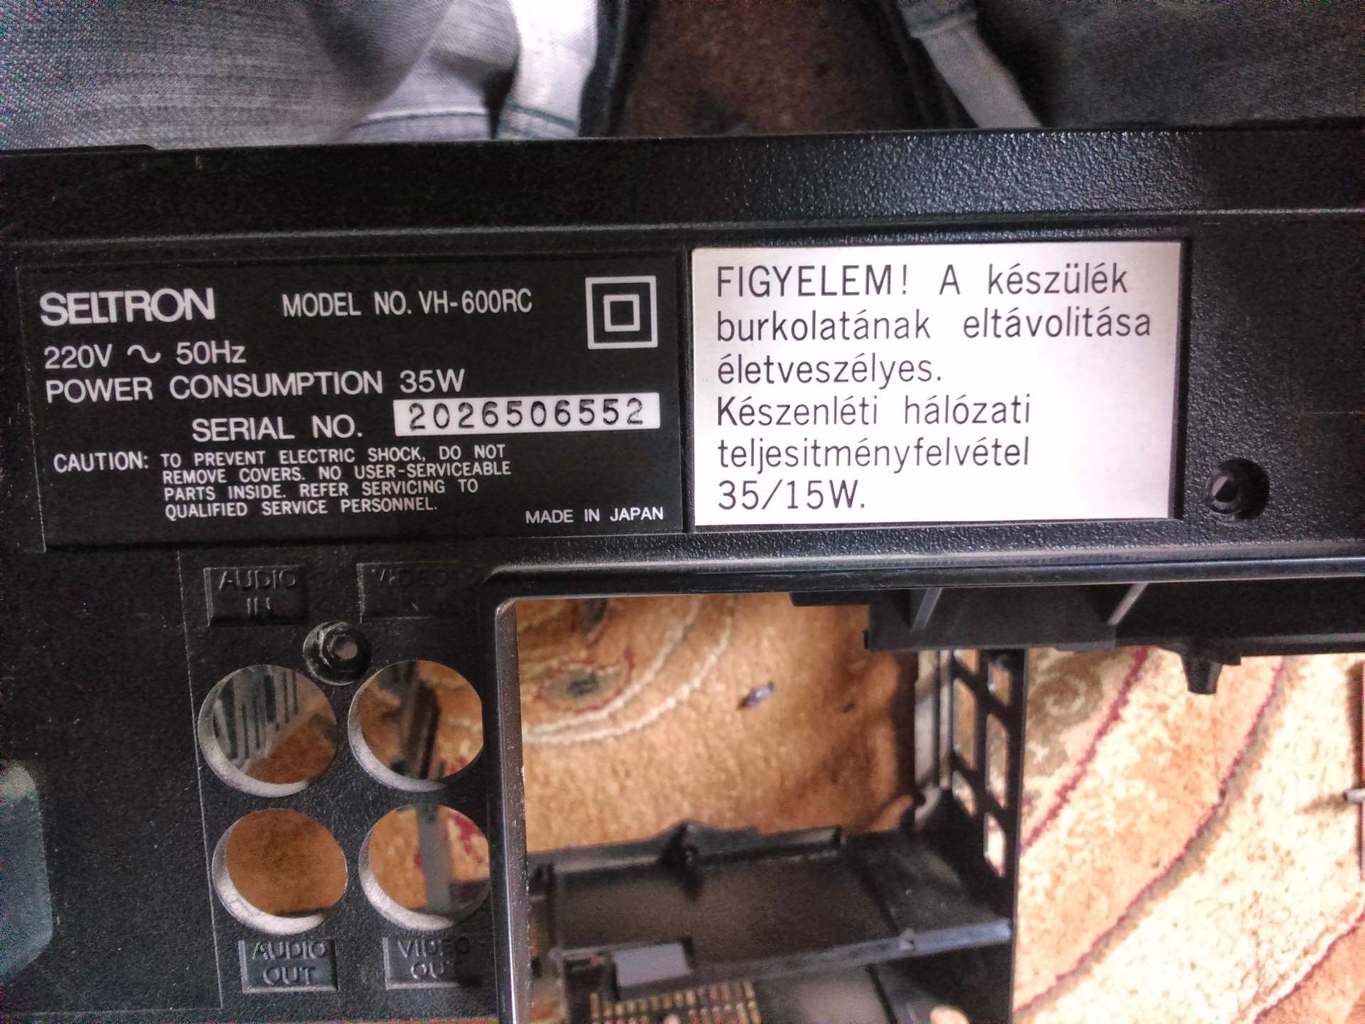 SELTRON MODEL NO. VH-600RC
220V ~ 50Hz
POWER CONSUMPTION 35W
SERIAL NO. 2026506552
CAUTION: TO PREVENT ELECTRIC SHOCK, DO NOT
REMOVE COVERS. NO USER-SERVICEABLE
PARTS INSIDE. REFER SERVICING TO
QUALIFIED SERVICE PERSONNEL.
MADE IN JAPAN
FIGYELEM! A készülék
burkolatának eltávolitása
életveszélyes.
Készenléti hálózati
teljesitményfelvétel
35/15W.
AUDIO
IN
VIDEO
AUDIO
OUT
VIDEO
OUT